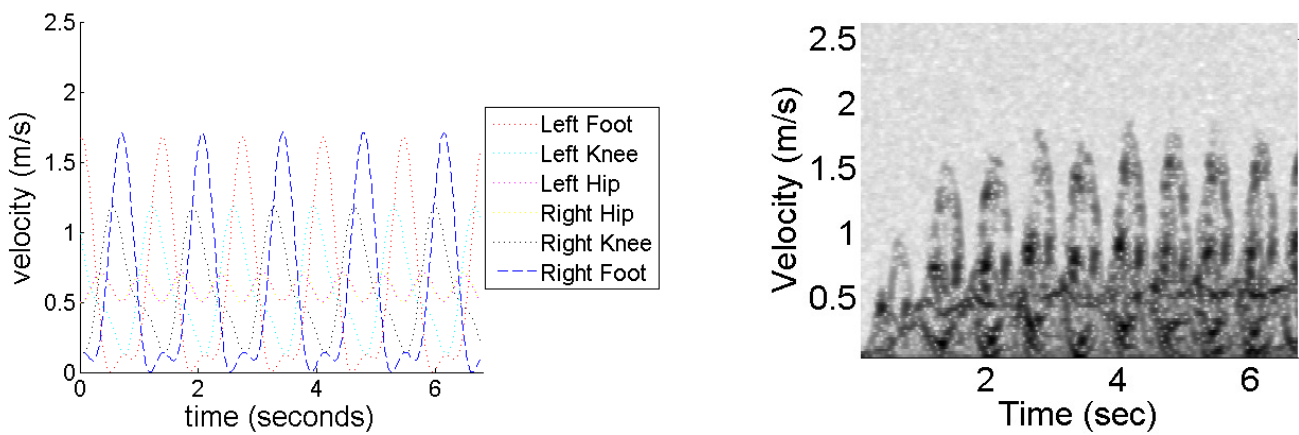 2.5
2
1.5
1
0.5
0
velocity (m/s)
0 2 4 6
time (seconds)
Left Foot
Left Knee
Left Hip
Right Hip
Right Knee
Right Foot
2.5
2
1.5
1
0.5
Velocity (m/s)
2 4 6
Time (sec)